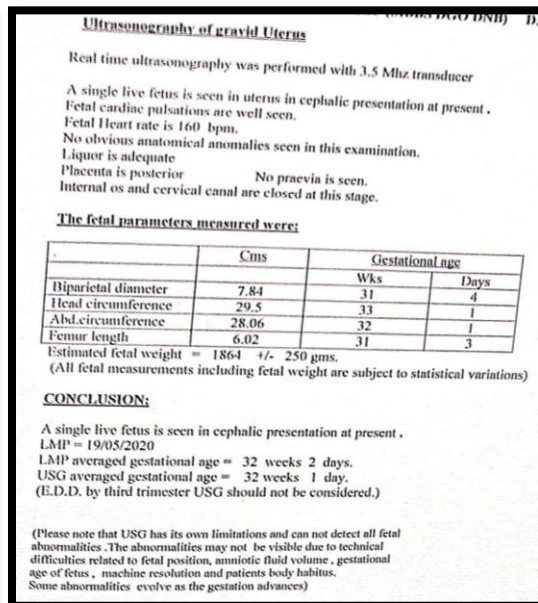 DGO DNB) D
Ultrasonography of gravid Uterus
Real time ultrasonography was performed with 3.5 Mhz transducer
A single live fetus is seen in uterus in cephalic presentation at present .
Fetal cardiac pulsations are well seen.
Fetal Heart rate is 160 bpm.
No obvious anatomical anomalies seen in this examination.
Liquor is adequate
Placenta is posterior No praevia is seen.
Internal os and cervical canal are closed at this stage.
The fetal parameters measured were:
Cms Gestational age
Wks Days
Biparietal diameter 7.84 31 4
Head circumference 29.5 33 1
Abd.circumference 28.06 32 1
Femur length 6.02 31 3
Estimated fetal weight = 1864 +/- 250 gms.
(All fetal measurements including fetal weight are subject to statistical variations)
CONCLUSION:
A single live fetus is seen in cephalic presentation at present .
LMP = 19/05/2020
LMP averaged gestational age = 32 weeks 2 days.
USG averaged gestational age = 32 weeks 1 day.
(E.D.D. by third trimester USG should not be considered.)
(Please note that USG has its own limitations and can not detect all fetal
abnormalities .The abnormalities may not be visible due to technical
difficulties related to fetal position, amniotic fluid volume , gestational
age of fetus , machine resolution and patients body habitus.
Some abnormalities evolve as the gestation advances)